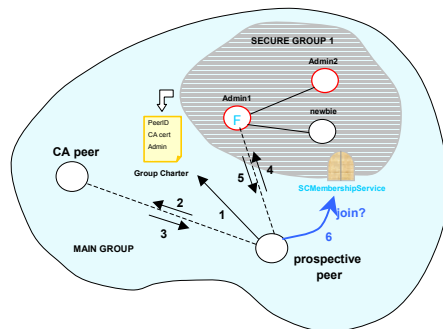 SECURE GROUP 1
Admin2
Admin1
F
newbie
PeerID
CA cert
Admin
CA peer
Group Charter
5
4
SCMembershipService
2
1
join?
3
6
MAIN GROUP
prospective
peer